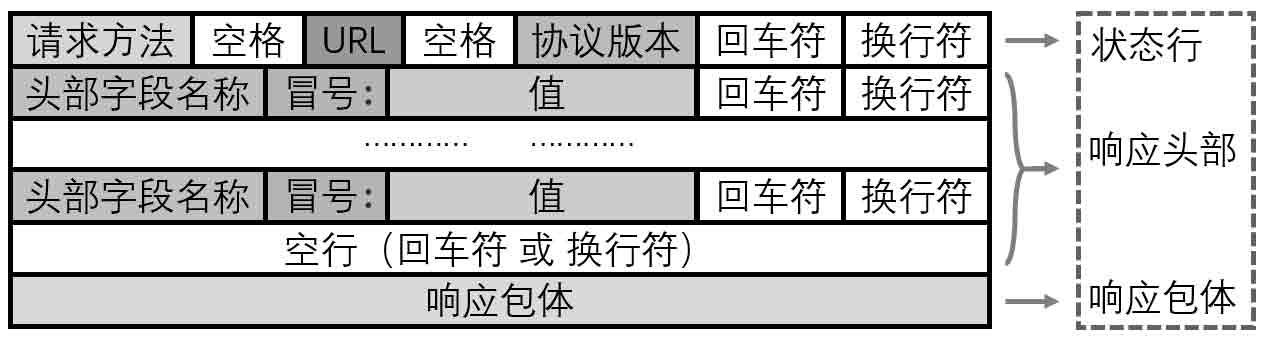 请求方法 空格 URL 空格 协议版本 回车符 换行符 状态行
头部字段名称 冒号: 值 回车符 换行符
………… …………
响应头部
头部字段名称 冒号: 值 回车符 换行符
空行（回车符 或 换行符）
响应包体 响应包体